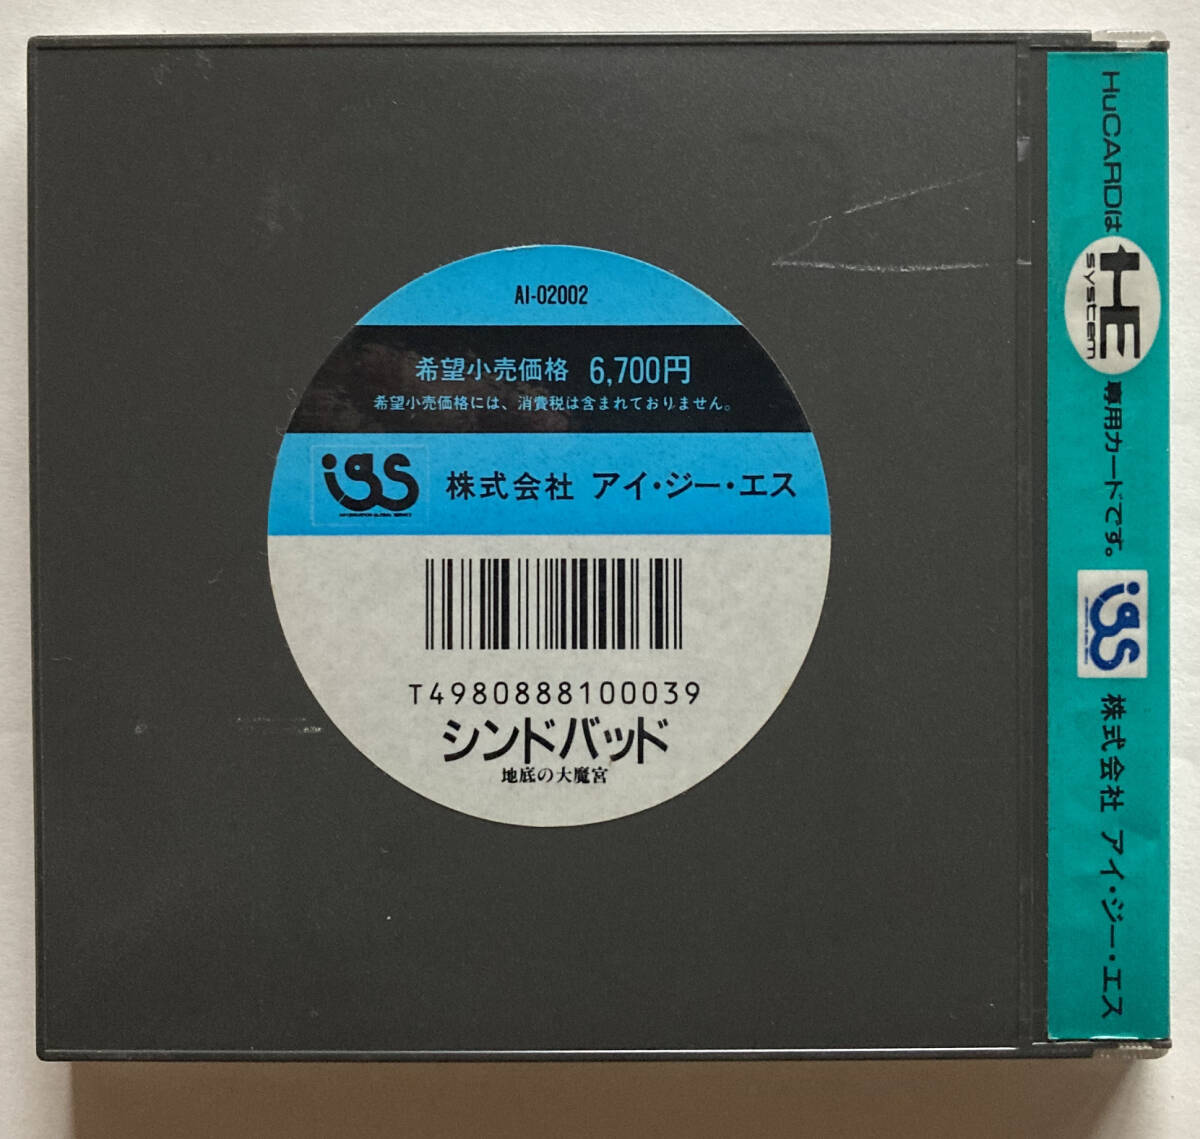 AI-02002
希望小売価格 6,700円
希望小売価格には、消費税は含まれておりません。
igs
INFORMATION GLOBAL SERVICE
株式会社 アイ・ジー・エス
T4980888100039
シンドバッド
地底の大魔宮
HuCARDは HE system 専用カードです。 igs 株式会社 アイ・ジー・エス